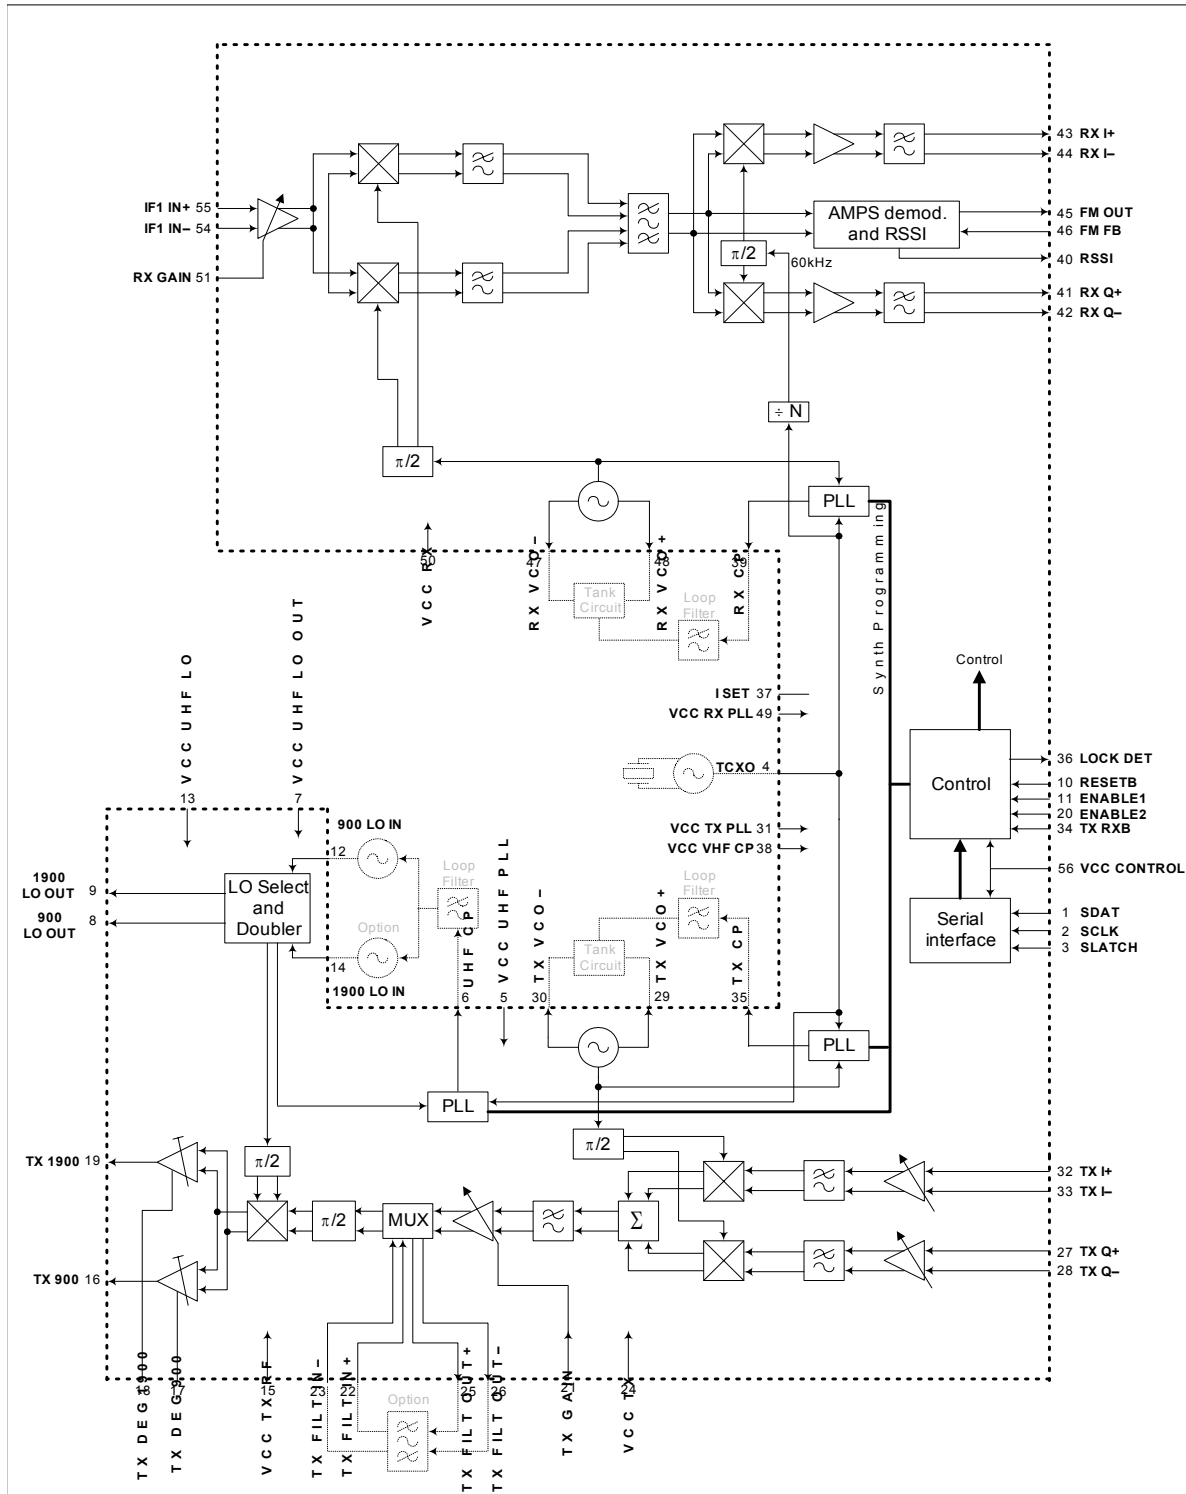 43 RX I+
44 RX I–
IF1 IN+ 55
IF1 IN– 54
RX GAIN 51
AMPS demod.
and RSSI
45 FM OUT
46 FM FB
40 RSSI
π/2
60kHz
41 RX Q+
42 RX Q–
÷ N
π/2
PLL
Synth Programming
50
VCC RX
47
RX VCO–
48
RX VCO+
39
RX CP
Tank
Circuit
Loop
Filter
VCC UHF LO
13
VCC UHF LO OUT
7
I SET 37
VCC RX PLL 49
TCXO 4
VCC TX PLL 31
VCC VHF CP 38
Control
Control
36 LOCK DET
10 RESETB
11 ENABLE1
20 ENABLE2
34 TX RXB
56 VCC CONTROL
Serial
interface
1 SDAT
2 SCLK
3 SLATCH
900 LO IN
12
1900
LO OUT 9
900
LO OUT 8
LO Select
and
Doubler
Option
14
1900 LO IN
Loop
Filter
UHF CP
6
VCC UHF PLL
5
TX VCO–
30
Tank
Circuit
TX VCO+
29
Loop
Filter
TX CP
35
PLL
PLL
π/2
TX 1900 19
π/2
32 TX I+
33 TX I–
π/2
MUX
Σ
TX 900 16
27 TX Q+
28 TX Q–
18
TX DEG1900
17
TX DEG900
15
VCC TX RF
23
TX FILT IN–
22
TX FILT IN+
Option
25
TX FILT OUT+
26
TX FILT OUT–
21
TX GAIN
24
VCC TX